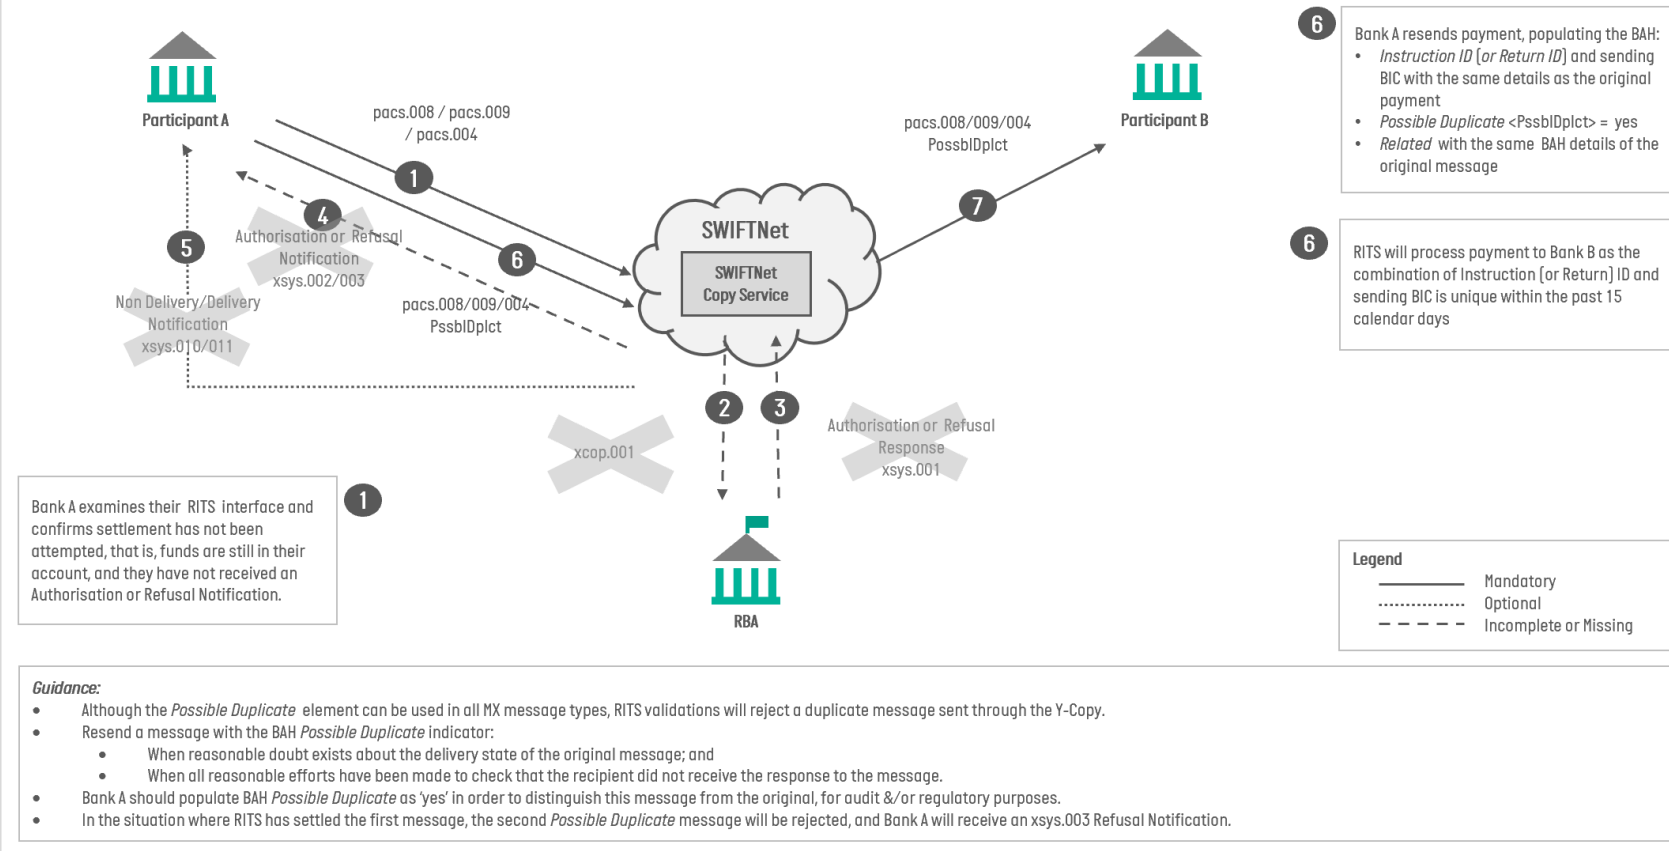 6
Bank A resends payment, populating the BAH:
• Instruction ID (or Return ID) and sending
BIC with the same details as the original
payment
• Possible Duplicate <PssblDplct> = yes
• Related with the same BAH details of the
original message
Participant A
Participant B
pacs.008 / pacs.009
/ pacs.004
pacs.008/009/004
PossblDplct
1
7
4
Authorisation or Refusal
Notification
xsys.002/003
5
6
SWIFTNet
SWIFTNet
Copy Service
6
RITS will process payment to Bank B as the
combination of Instruction (or Return) ID and
sending BIC is unique within the past 15
calendar days
Non Delivery/Delivery
Notification
xsys.010/011
pacs.008/009/004
PssblDplct
2
3
xcop.001
Authorisation or Refusal
Response
xsys.001
1
Bank A examines their RITS interface and
confirms settlement has not been
attempted, that is, funds are still in their
account, and they have not received an
Authorisation or Refusal Notification.
RBA
Legend
Mandatory
Optional
Incomplete or Missing
Guidance:
• Although the Possible Duplicate element can be used in all MX message types, RITS validations will reject a duplicate message sent through the Y-Copy.
• Resend a message with the BAH Possible Duplicate indicator:
• When reasonable doubt exists about the delivery state of the original message; and
• When all reasonable efforts have been made to check that the recipient did not receive the response to the message.
• Bank A should populate BAH Possible Duplicate as ‘yes’ in order to distinguish this message from the original, for audit &/or regulatory purposes.
• In the situation where RITS has settled the first message, the second Possible Duplicate message will be rejected, and Bank A will receive an xsys.003 Refusal Notification.